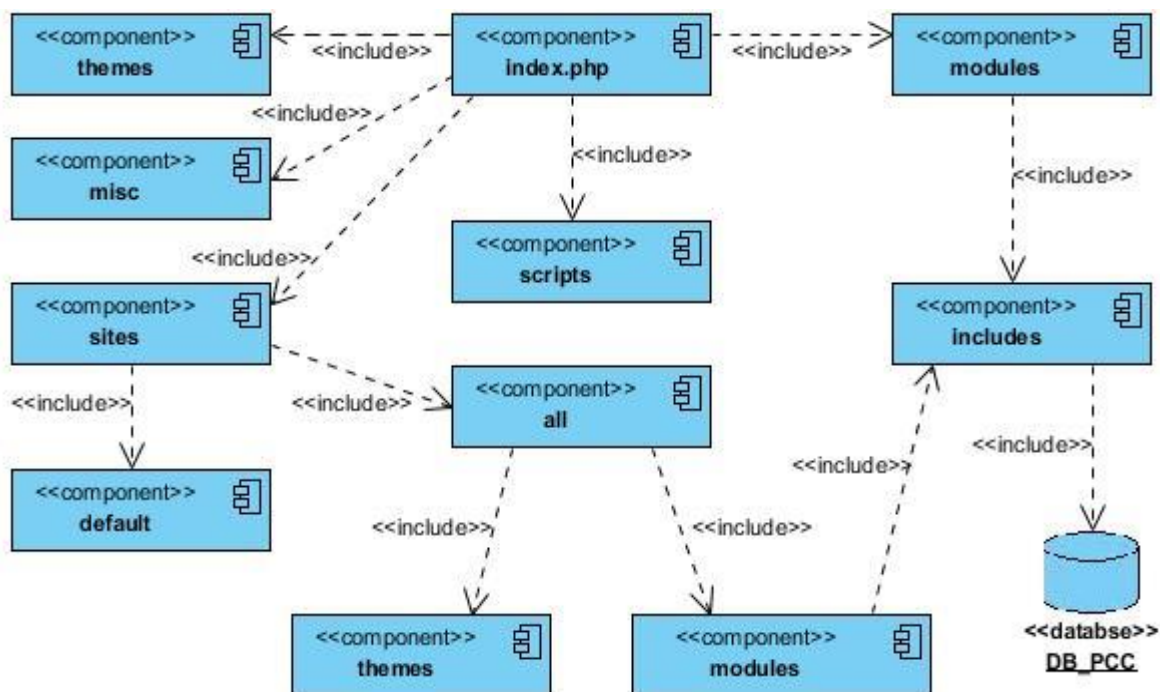 <<component>>
themes
<<include>>
<<component>>
index.php
<<include>>
<<component>>
modules
<<include>>
<<component>>
misc
<<include>>
<<include>>
<<include>>
<<component>>
scripts
<<component>>
sites
<<component>>
includes
<<include>>
<<include>>
<<component>>
all
<<include>>
<<include>>
<<component>>
default
<<include>>
<<include>>
<<component>>
themes
<<component>>
modules
<<databse>>
DB_PCC